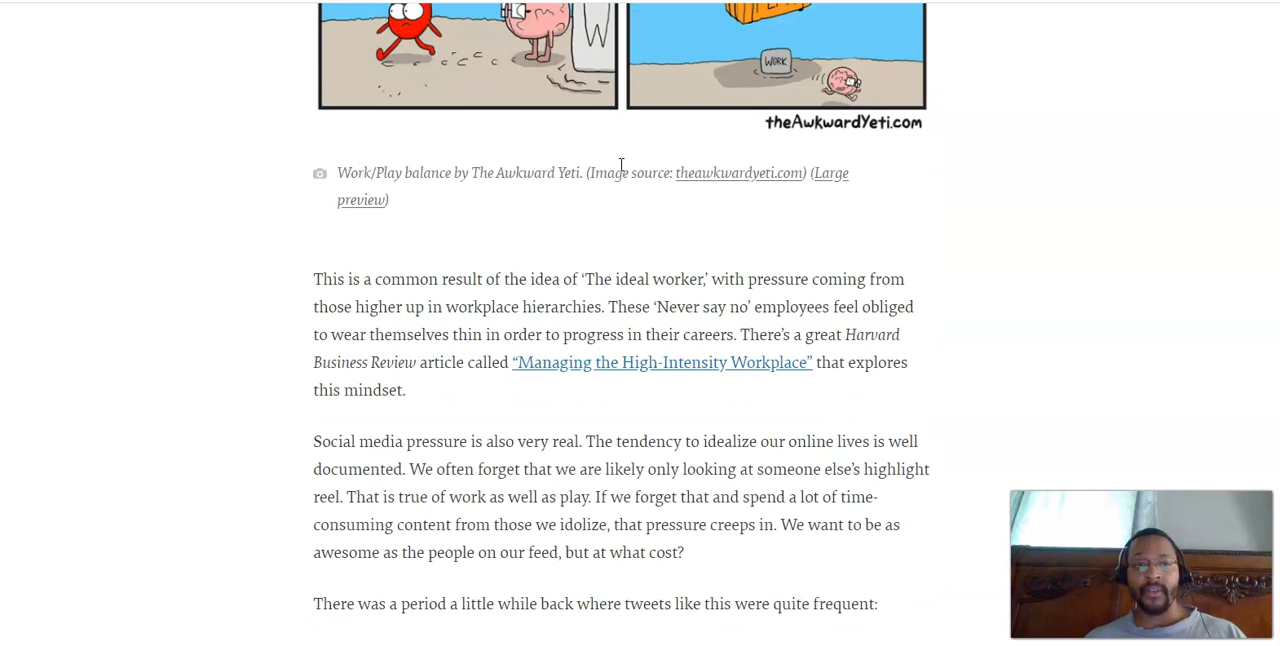 WORK
theAwkwardYeti.com
Work/Play balance by The Awkward Yeti. (Image source: theawkwardyeti.com) (Large
preview)
This is a common result of the idea of ‘The ideal worker,’ with pressure coming from
those higher up in workplace hierarchies. These ‘Never say no’ employees feel obliged
to wear themselves thin in order to progress in their careers. There’s a great Harvard
Business Review article called “Managing the High-Intensity Workplace” that explores
this mindset.
Social media pressure is also very real. The tendency to idealize our online lives is well
documented. We often forget that we are likely only looking at someone else’s highlight
reel. That is true of work as well as play. If we forget that and spend a lot of time-
consuming content from those we idolize, that pressure creeps in. We want to be as
awesome as the people on our feed, but at what cost?
There was a period a little while back where tweets like this were quite frequent: